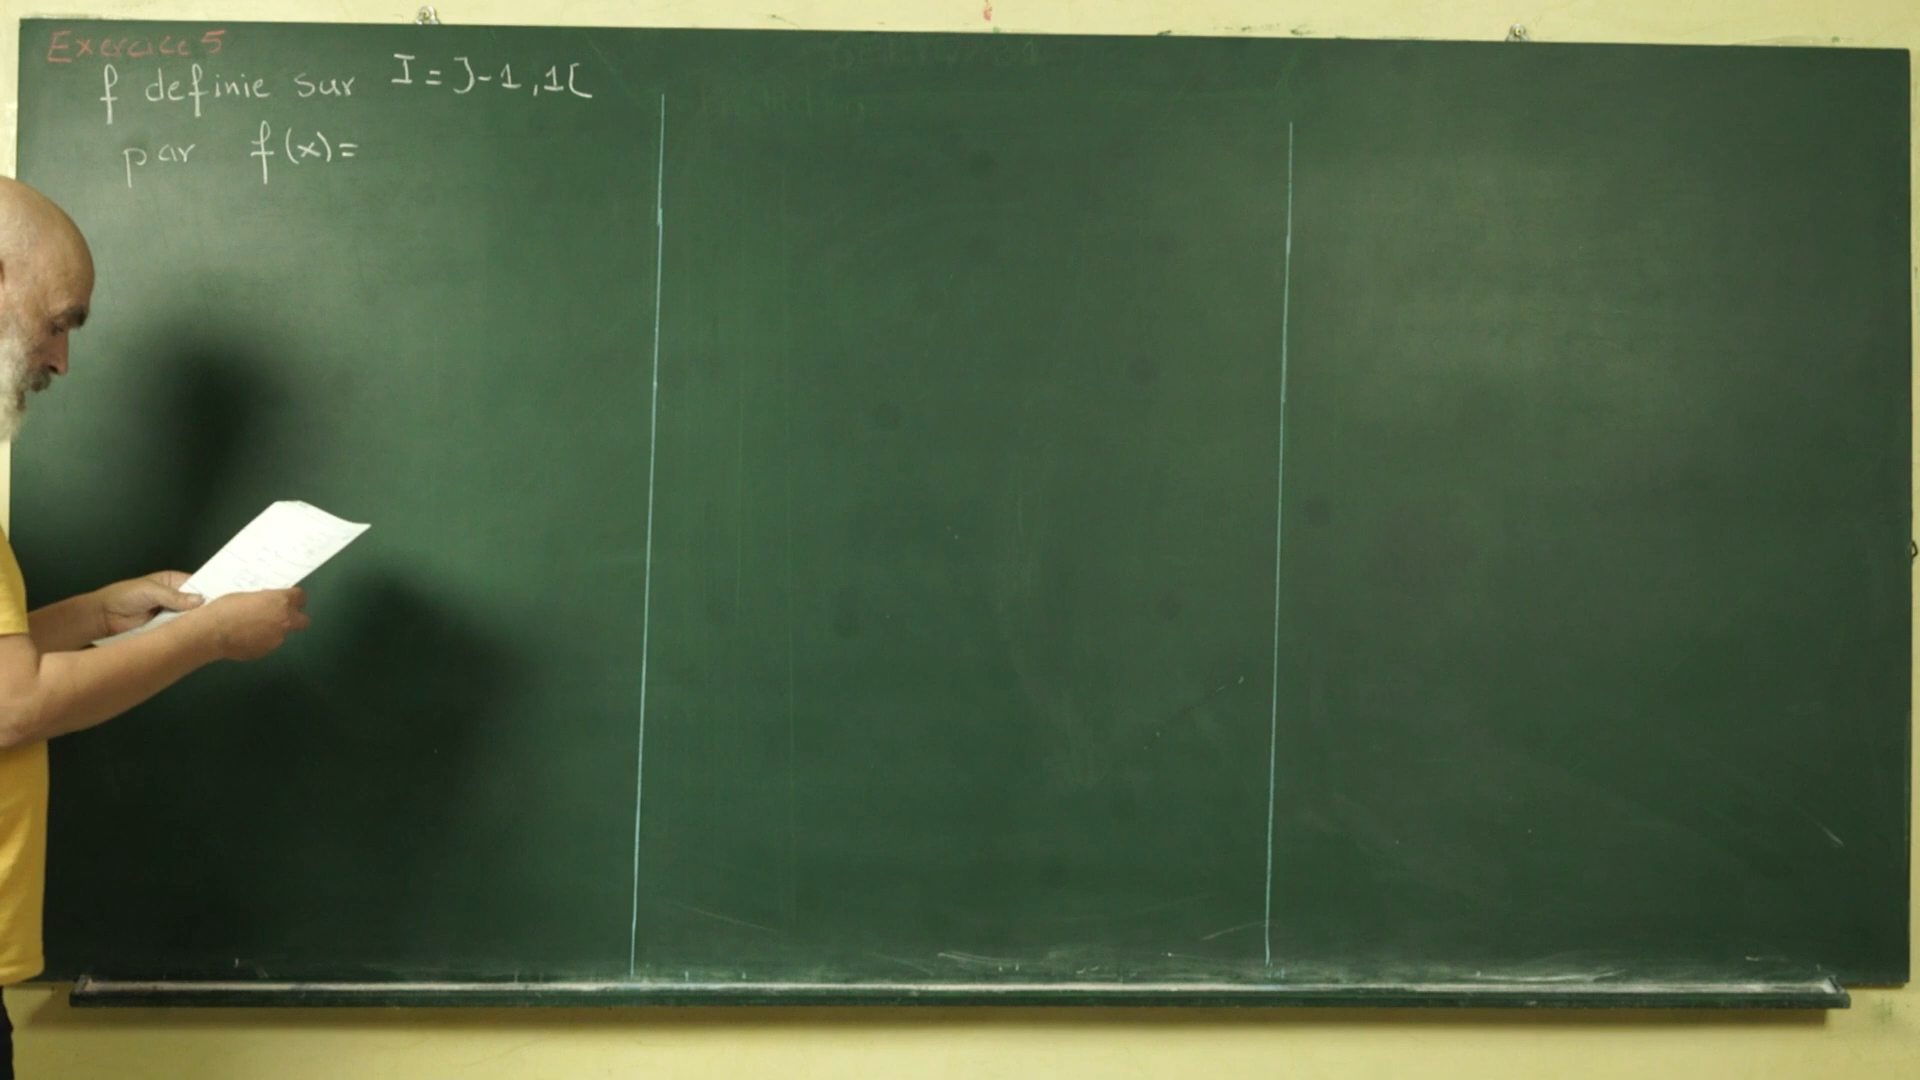 Exercice 5
f definie sur I = ]-1,1[
par f(x)=